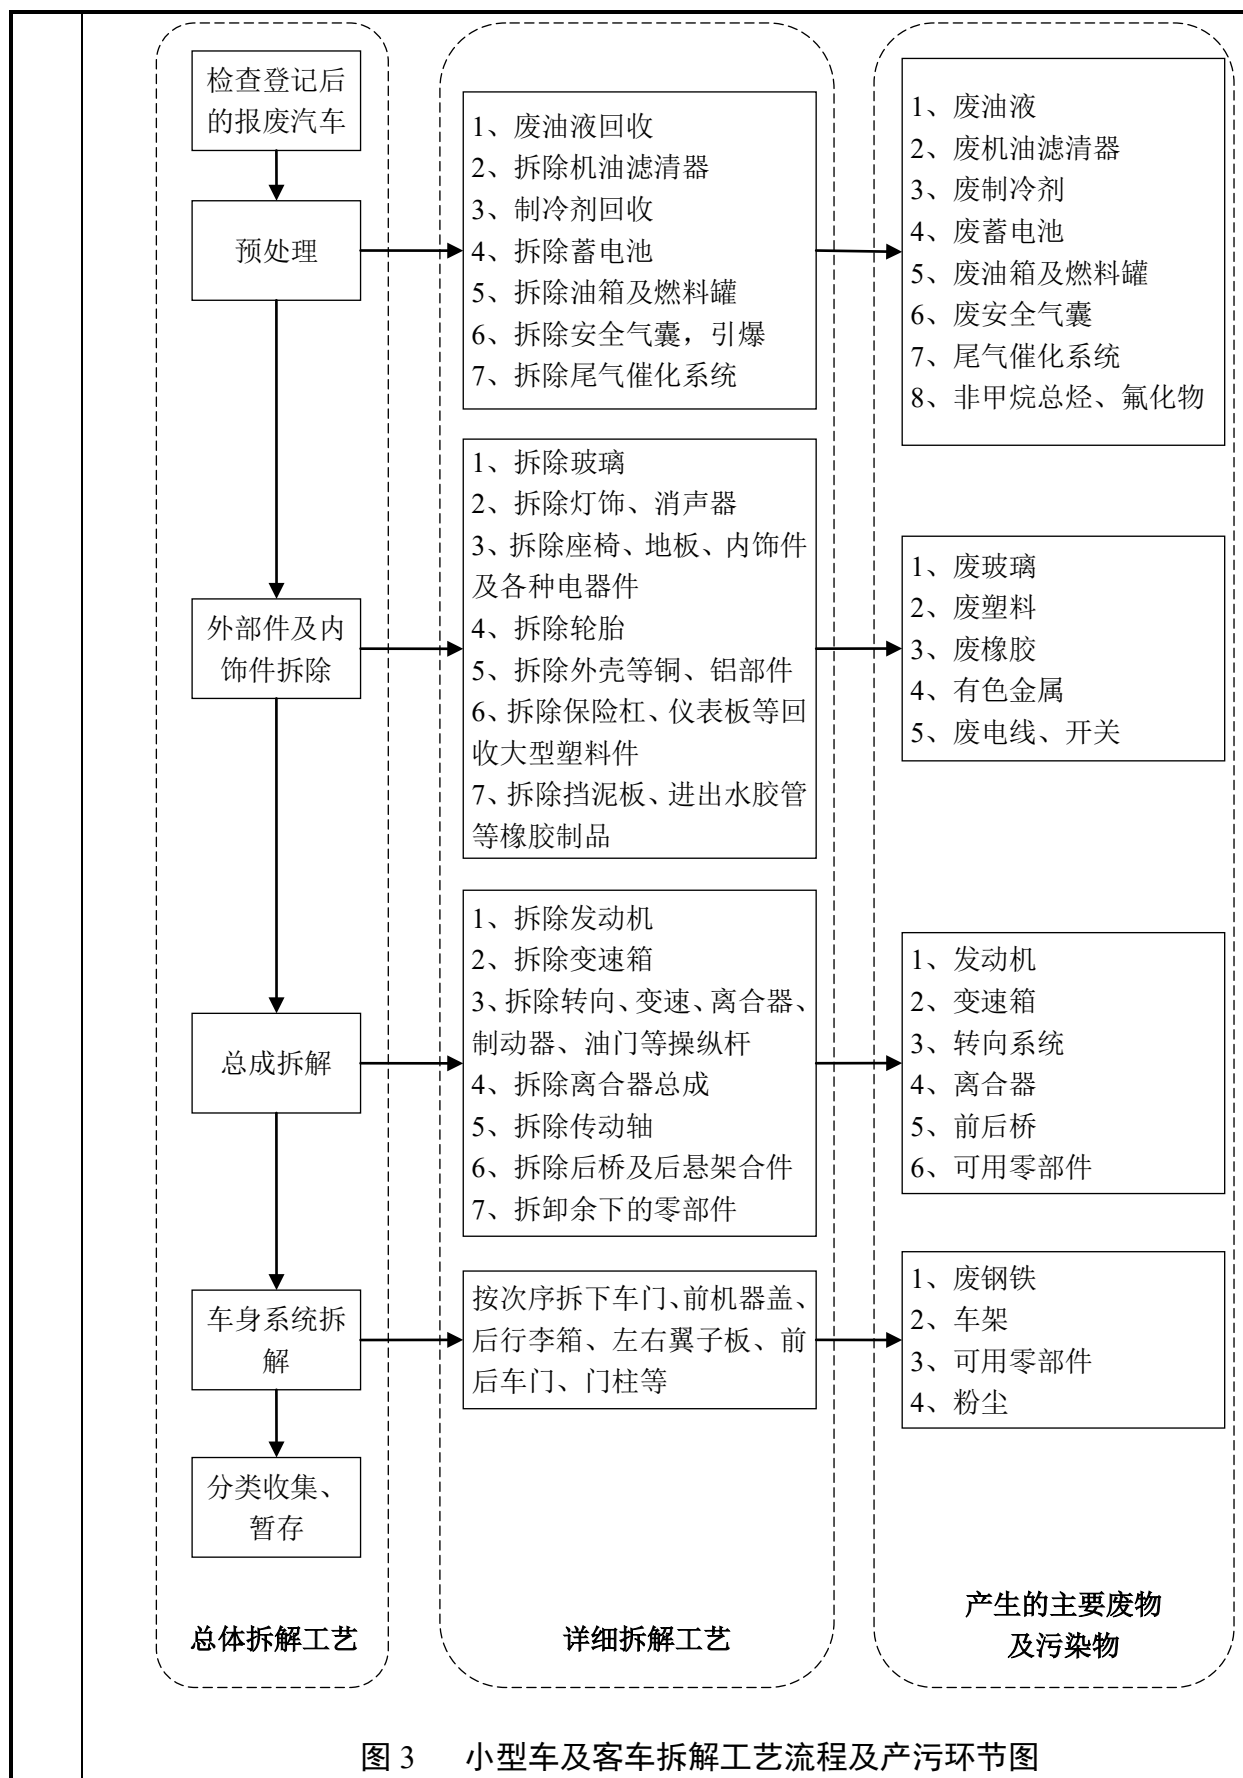 检查登记后
的报废汽车
预处理
外部件及内
饰件拆除
总成拆解
车身系统拆
解
分类收集、
暂存
总体拆解工艺
1、废油液回收
2、拆除机油滤清器
3、制冷剂回收
4、拆除蓄电池
5、拆除油箱及燃料罐
6、拆除安全气囊，引爆
7、拆除尾气催化系统
1、拆除玻璃
2、拆除灯饰、消声器
3、拆除座椅、地板、内饰件
及各种电器件
4、拆除轮胎
5、拆除外壳等铜、铝部件
6、拆除保险杠、仪表板等回
收大型塑料件
7、拆除挡泥板、进出水胶管
等橡胶制品
1、拆除发动机
2、拆除变速箱
3、拆除转向、变速、离合器、
制动器、油门等操纵杆
4、拆除离合器总成
5、拆除传动轴
6、拆除后桥及后悬架合件
7、拆卸余下的零部件
按次序拆下车门、前机器盖、
后行李箱、左右翼子板、前
后车门、门柱等
详细拆解工艺
1、废油液
2、废机油滤清器
3、废制冷剂
4、废蓄电池
5、废油箱及燃料罐
6、废安全气囊
7、尾气催化系统
8、非甲烷总烃、氟化物
1、废玻璃
2、废塑料
3、废橡胶
4、有色金属
5、废电线、开关
1、发动机
2、变速箱
3、转向系统
4、离合器
5、前后桥
6、可用零部件
1、废钢铁
2、车架
3、可用零部件
4、粉尘
产生的主要废物
及污染物
图 3 小型车及客车拆解工艺流程及产污环节图